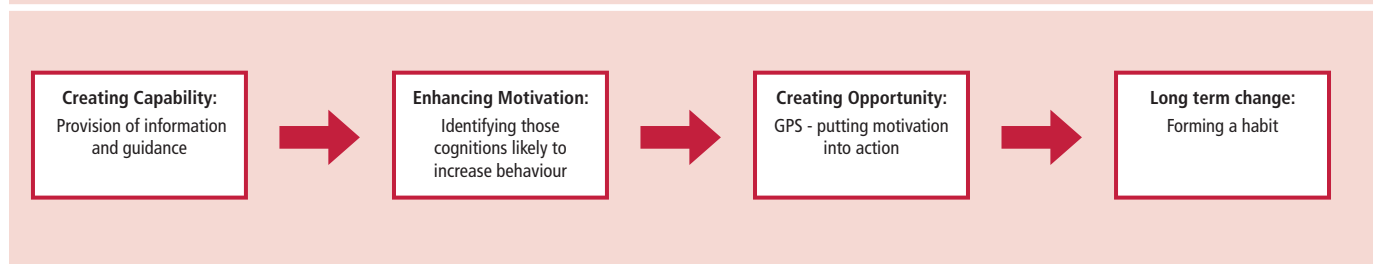 Creating Capability:
Provision of information
and guidance
Enhancing Motivation:
Identifying those
cognitions likely to
increase behaviour
Creating Opportunity:
GPS - putting motivation
into action
Long term change:
Forming a habit